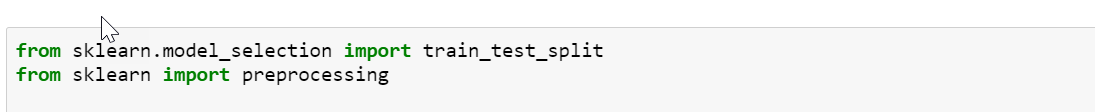 from sklearn.model_selection import train_test_split
from sklearn import preprocessing